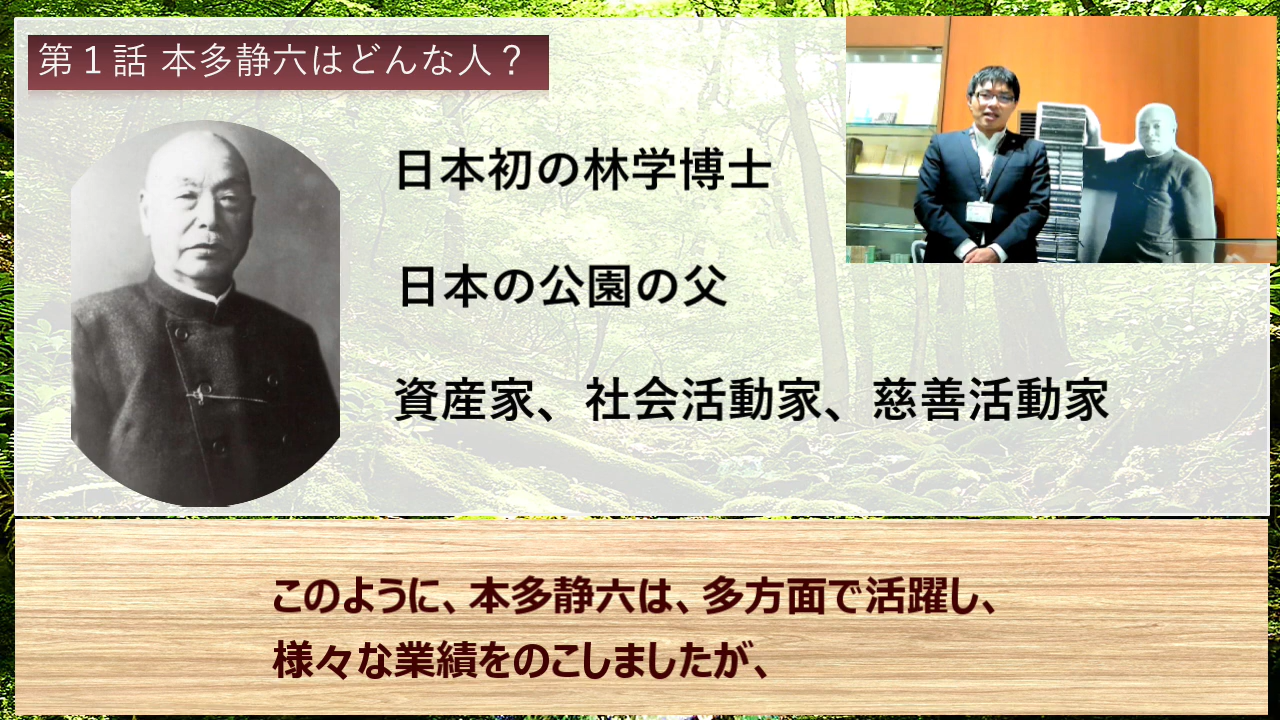 第１話 本多静六はどんな人？
日本初の林学博士
日本の公園の父
資産家、社会活動家、慈善活動家
このように、本多静六は、多方面で活躍し、
様々な業績をのこしましたが、